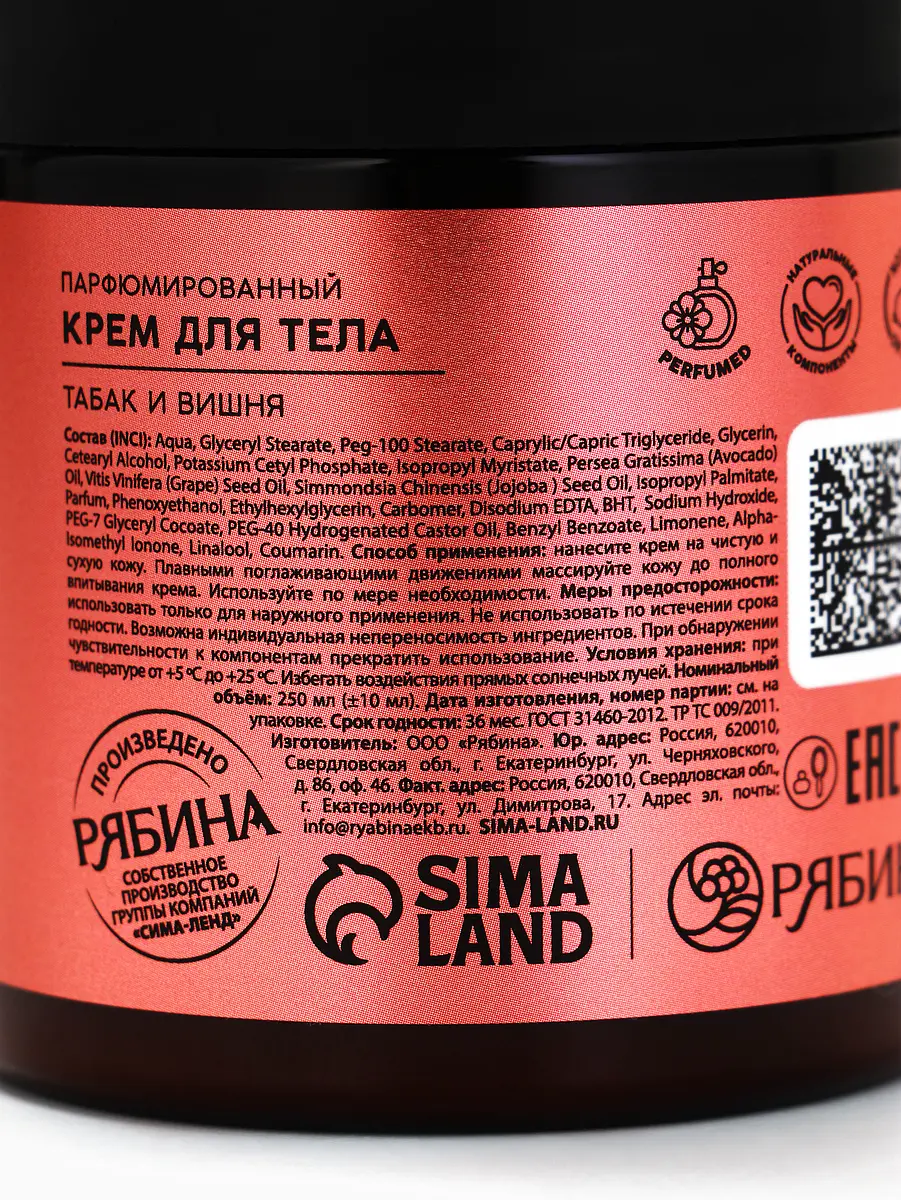 ПАРФЮМИРОВАННЫЙ
КРЕМ ДЛЯ ТЕЛА
ТАБАК И ВИШНЯ
PERFUMED
НАТУРАЛЬНЫЕ
КОМПОНЕНТЫ
Состав (INCI): Aqua, Glyceryl Stearate, Peg-100 Stearate, Caprylic/Capric Triglyceride, Glycerin,
Cetearyl Alcohol, Potassium Cetyl Phosphate, Isopropyl Myristate, Persea Gratissima (Avocado)
Oil, Vitis Vinifera (Grape) Seed Oil, Simmondsia Chinensis (Jojoba ) Seed Oil, Isopropyl Palmitate,
Parfum, Phenoxyethanol, Ethylhexylglycerin, Carbomer, Disodium EDTA, BHT, Sodium Hydroxide,
PEG-7 Glyceryl Cocoate, PEG-40 Hydrogenated Castor Oil, Benzyl Benzoate, Limonene, Alpha-
Isomethyl Ionone, Linalool, Coumarin. Способ применения: нанесите крем на чистую и
сухую кожу. Плавными поглаживающими движениями массируйте кожу до полного
впитывания крема. Используйте по мере необходимости. Меры предосторожности:
использовать только для наружного применения. Не использовать по истечении срока
годности. Возможна индивидуальная непереносимость ингредиентов. При обнаружении
чувствительности к компонентам прекратить использование. Условия хранения: при
температуре от +5 ºС до +25 ºС. Избегать воздействия прямых солнечных лучей. Номинальный
объём: 250 мл (±10 мл). Дата изготовления, номер партии: см. на
упаковке. Срок годности: 36 мес. ГОСТ 31460-2012. ТР ТС 009/2011.
Изготовитель: ООО «Рябина». Юр. адрес: Россия, 620010,
Свердловская обл., г. Екатеринбург, ул. Черняховского,
д. 86, оф. 46. Факт. адрес: Россия, 620010, Свердловская обл.,
г. Екатеринбург, ул. Димитрова, 17. Адрес эл. почты:
info@ryabinaekb.ru. SIMA-LAND.RU
EAC
ПРОИЗВЕДЕНО
РЯБИНА
СОБСТВЕННОЕ
ПРОИЗВОДСТВО
ГРУППЫ КОМПАНИЙ
«СИМА-ЛЕНД»
SIMA
LAND
РЯБИ